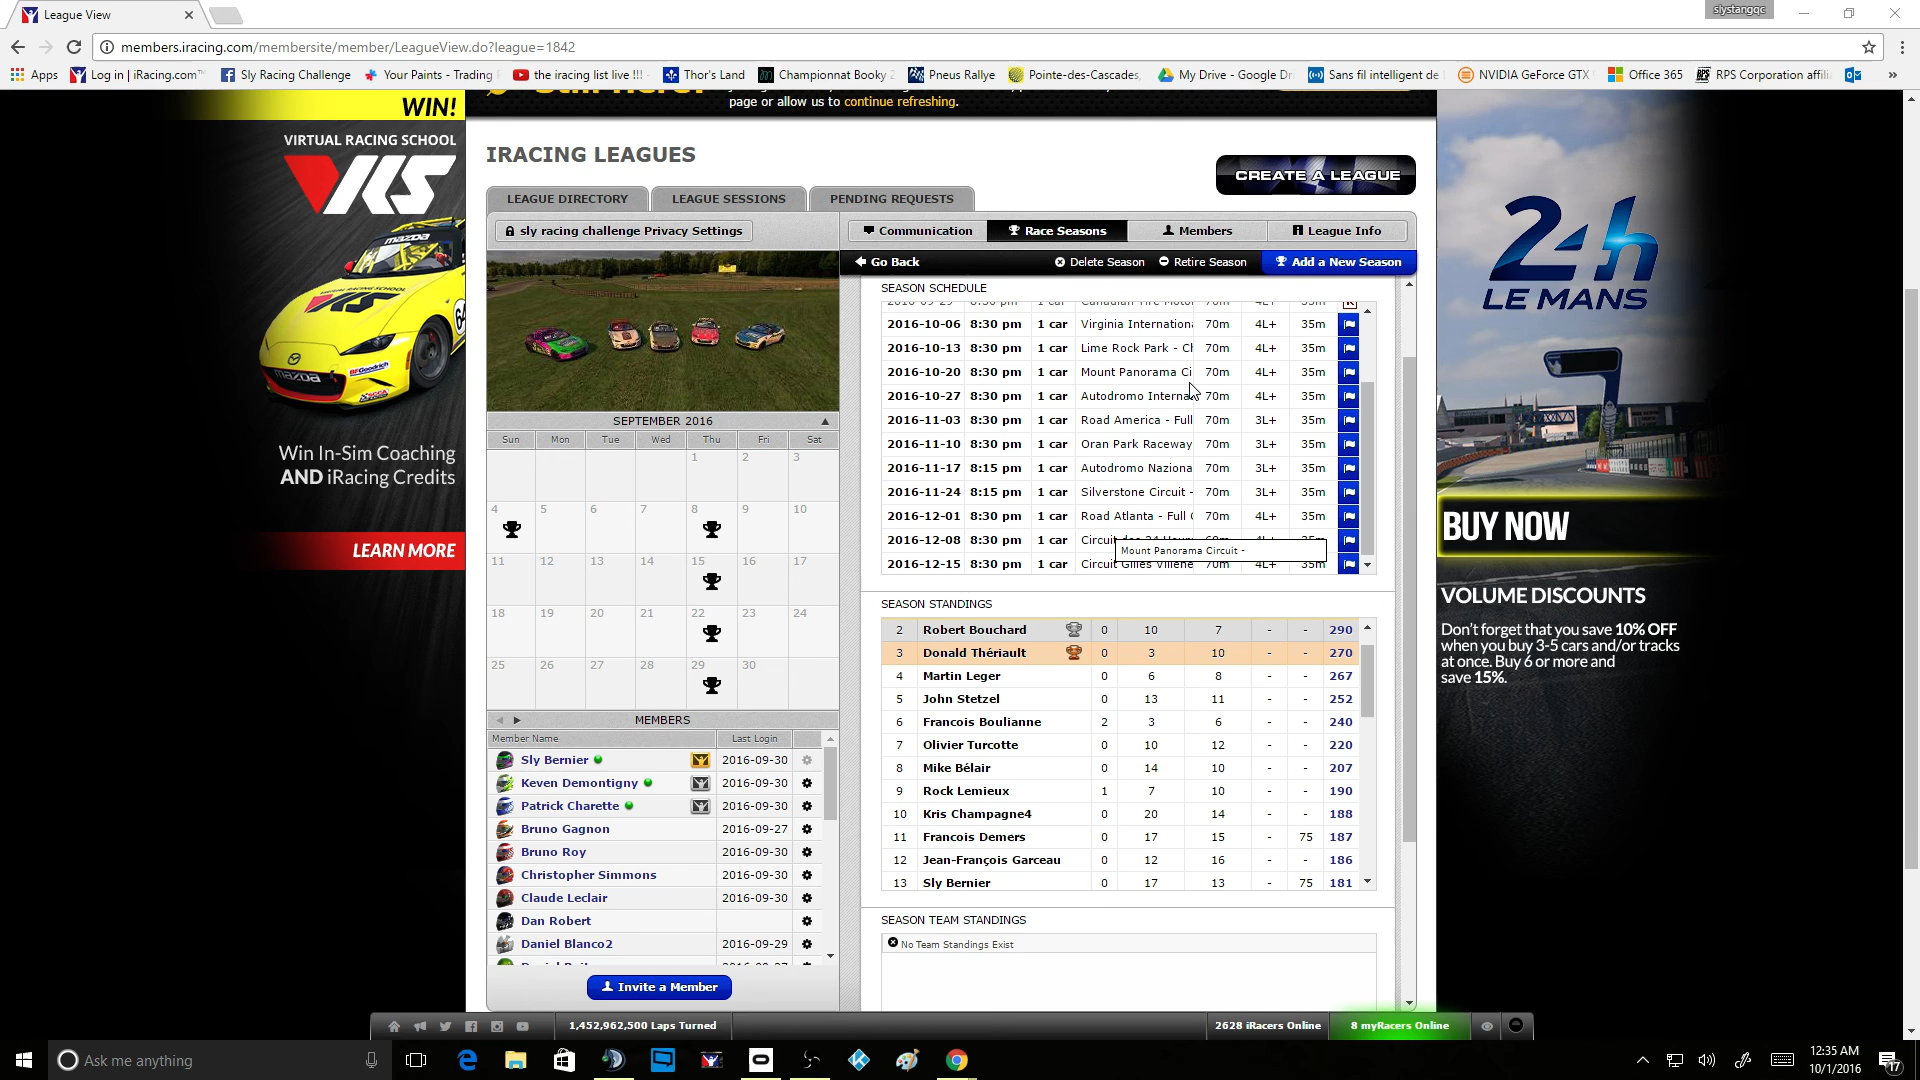 League View
slystangqc
members.iracing.com/membersite/member/LeagueView.do?league=1842
Apps
Log in | iRacing.com
Sly Racing Challenge
Your Paints - Trading
the iracing list live !!!
Thor's Land
Championnat Booky
Pneus Rallye
Pointe-des-Cascades,
My Drive - Google Dr
Sans fil intelligent de
NVIDIA GeForce GTX
Office 365
RPS Corporation affili
WIN!
VIRTUAL RACING SCHOOL
VRS
Win In-Sim Coaching
AND iRacing Credits
LEARN MORE
page or allow us to continue refreshing.
IRACING LEAGUES
CREATE A LEAGUE
LEAGUE DIRECTORY
LEAGUE SESSIONS
PENDING REQUESTS
sly racing challenge Privacy Settings
Communication
Race Seasons
Members
League Info
Go Back
Delete Season
Retire Season
Add a New Season
SEPTEMBER 2016
Sun Mon Tue Wed Thu Fri Sat
1 2 3
4 5 6 7 8 9 10
11 12 13 14 15 16 17
18 19 20 21 22 23 24
25 26 27 28 29 30
MEMBERS
Member Name Last Login
Sly Bernier 2016-09-30
Keven Demontigny 2016-09-30
Patrick Charette 2016-09-30
Bruno Gagnon 2016-09-27
Bruno Roy 2016-09-30
Christopher Simmons 2016-09-30
Claude Leclair 2016-09-30
Dan Robert
Daniel Blanco2 2016-09-29
Invite a Member
SEASON SCHEDULE
2016-09-29 8:30 pm 1 car Canadian Tire Motor 70m 4L+ 35m
2016-10-06 8:30 pm 1 car Virginia Internationa 70m 4L+ 35m
2016-10-13 8:30 pm 1 car Lime Rock Park - Ch 70m 4L+ 35m
2016-10-20 8:30 pm 1 car Mount Panorama Ci 70m 4L+ 35m
2016-10-27 8:30 pm 1 car Autodromo Interna 70m 4L+ 35m
2016-11-03 8:30 pm 1 car Road America - Full 70m 3L+ 35m
2016-11-10 8:30 pm 1 car Oran Park Raceway 70m 3L+ 35m
2016-11-17 8:15 pm 1 car Autodromo Naziona 70m 3L+ 35m
2016-11-24 8:15 pm 1 car Silverstone Circuit - 70m 3L+ 35m
2016-12-01 8:30 pm 1 car Road Atlanta - Full C 70m 4L+ 35m
2016-12-08 8:30 pm 1 car Circuit des 24 Heure 60m 4L+ 35m
Mount Panorama Circuit -
2016-12-15 8:30 pm 1 car Circuit Gilles Villene 70m 4L+ 35m
SEASON STANDINGS
2 Robert Bouchard 0 10 7 - - 290
3 Donald Thériault 0 3 10 - - 270
4 Martin Leger 0 6 8 - - 267
5 John Stetzel 0 13 11 - - 252
6 Francois Boulianne 2 3 6 - - 240
7 Olivier Turcotte 0 10 12 - - 220
8 Mike Bélair 0 14 10 - - 207
9 Rock Lemieux 1 7 10 - - 190
10 Kris Champagne4 0 20 14 - - 188
11 Francois Demers 0 17 15 - 75 187
12 Jean-François Garceau 0 12 16 - - 186
13 Sly Bernier 0 17 13 - 75 181
SEASON TEAM STANDINGS
No Team Standings Exist
24h
LE MANS
BUY NOW
VOLUME DISCOUNTS
Don't forget that you save 10% OFF
when you buy 3-5 cars and/or tracks
at once. Buy 6 or more and
save 15%.
1,452,962,500 Laps Turned
2628 iRacers Online
8 myRacers Online
Ask me anything
12:35 AM
10/1/2016
17